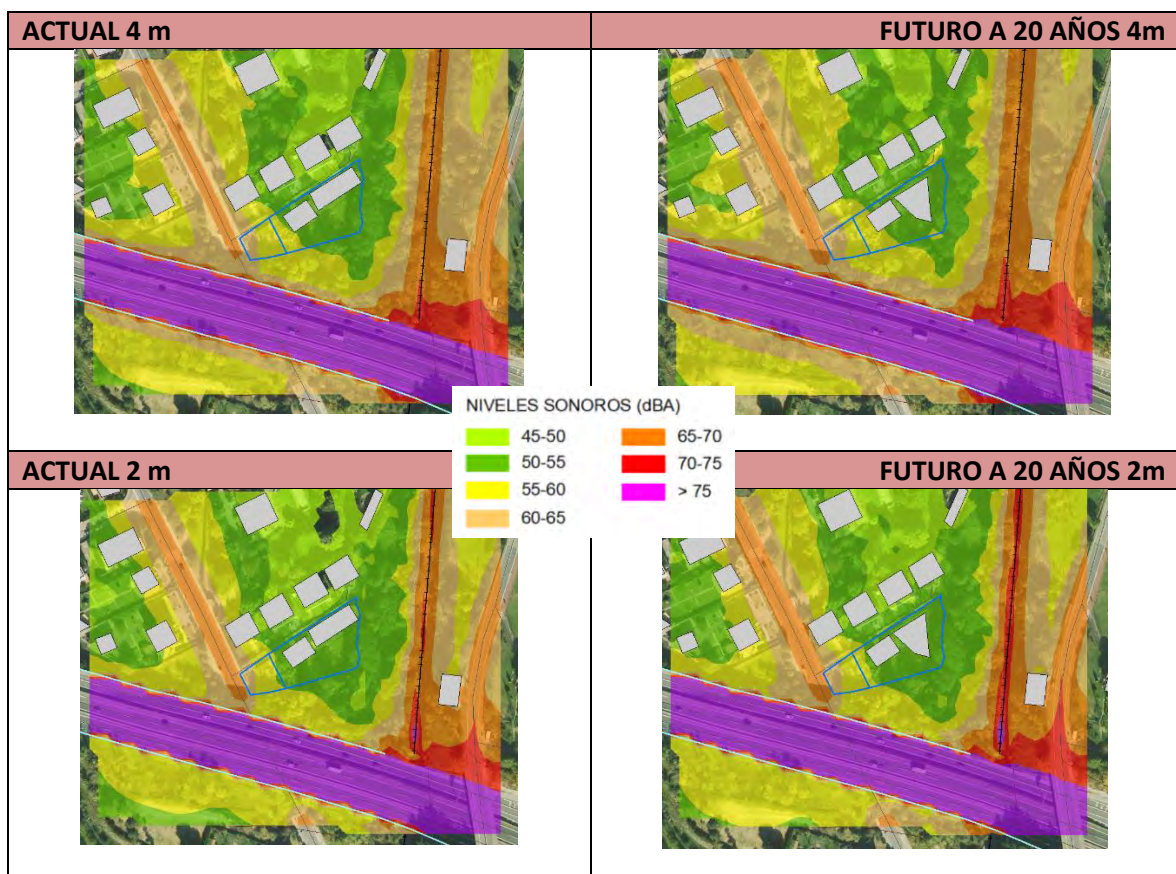 ACTUAL 4 m
FUTURO A 20 AÑOS 4m
NIVELES SONOROS (dBA)
45-50
50-55
55-60
60-65
65-70
70-75
> 75
ACTUAL 2 m
FUTURO A 20 AÑOS 2m